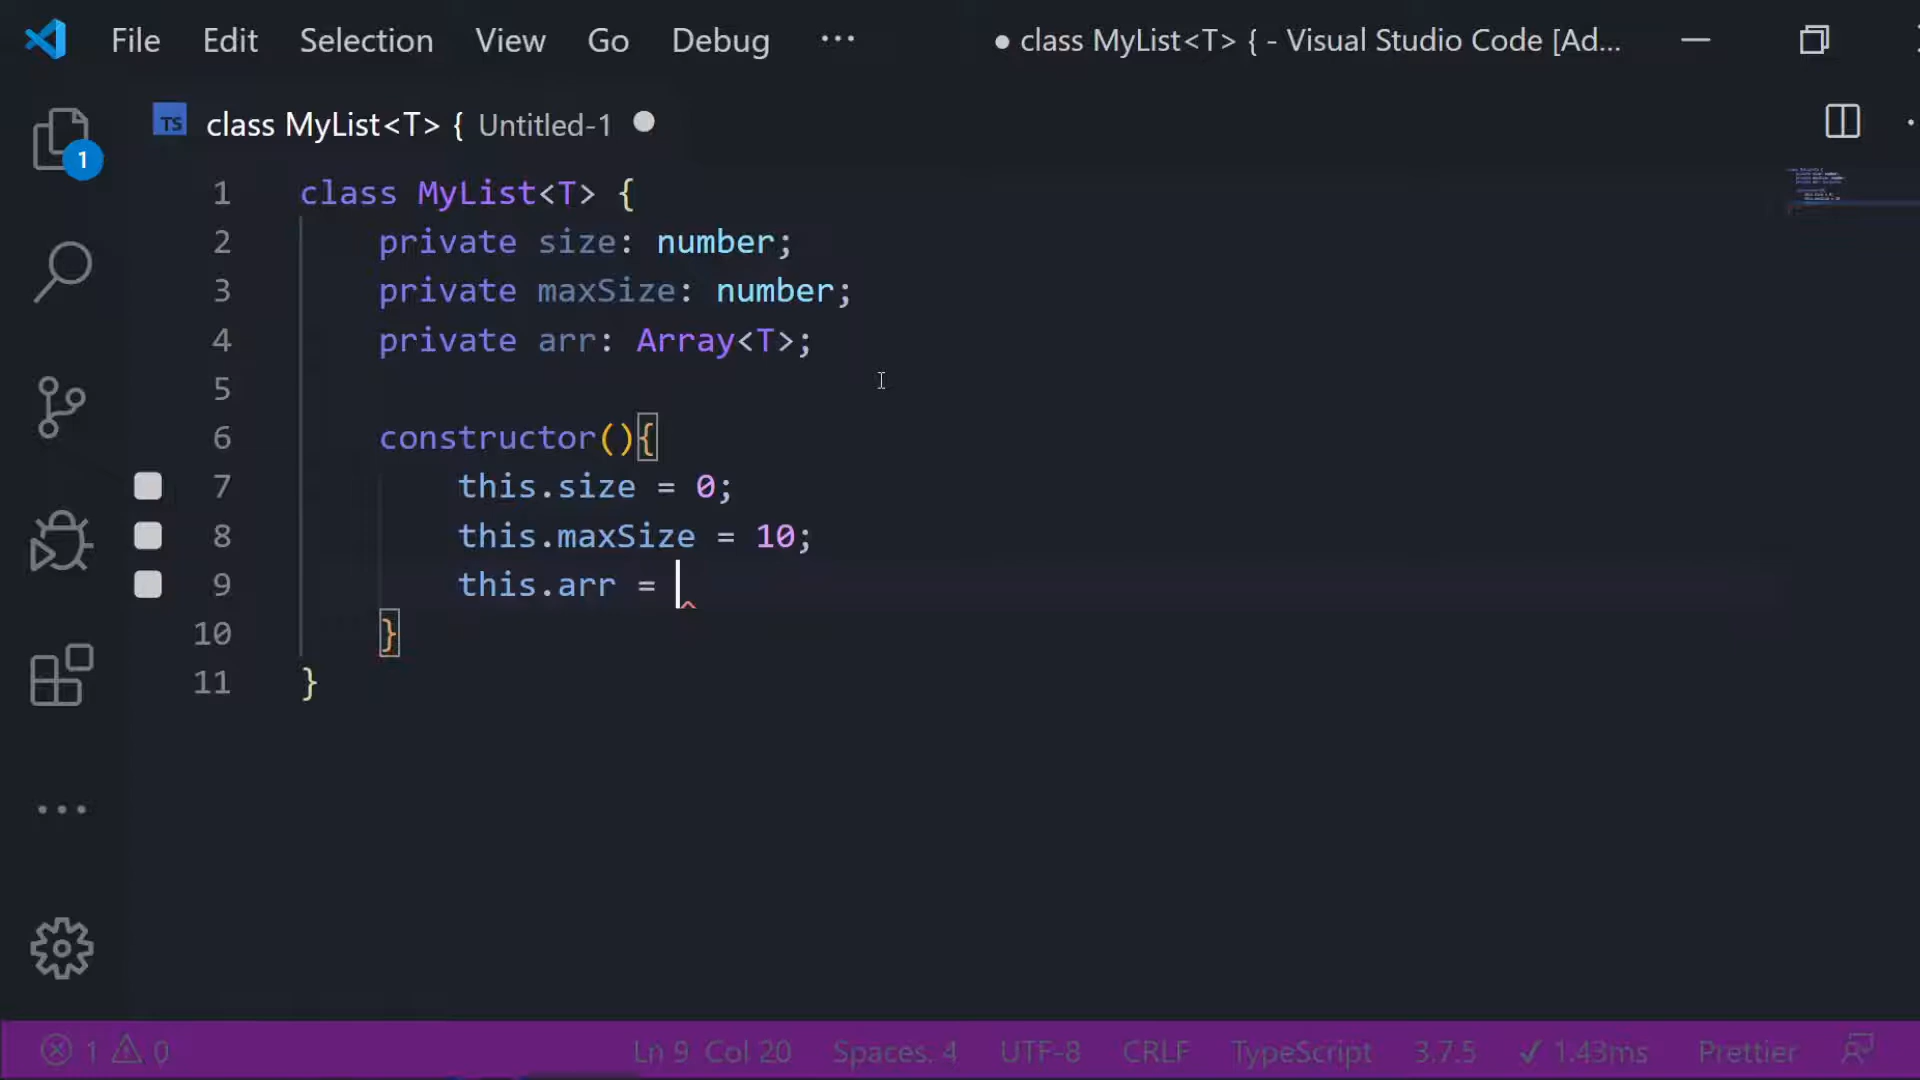 File Edit Selection View Go Debug ··· ● class MyList<T> { - Visual Studio Code [Ad...
1
TS class MyList<T> { Untitled-1
1 class MyList<T> {
2 private size: number;
3 private maxSize: number;
4 private arr: Array<T>;
5
6 constructor(){
7 this.size = 0;
8 this.maxSize = 10;
9 this.arr =
10 }
11 }
1 0 Ln 9 Col 20 Spaces: 4 UTF-8 CRLF TypeScript 3.7.5 ✓ 1.43ms Prettier